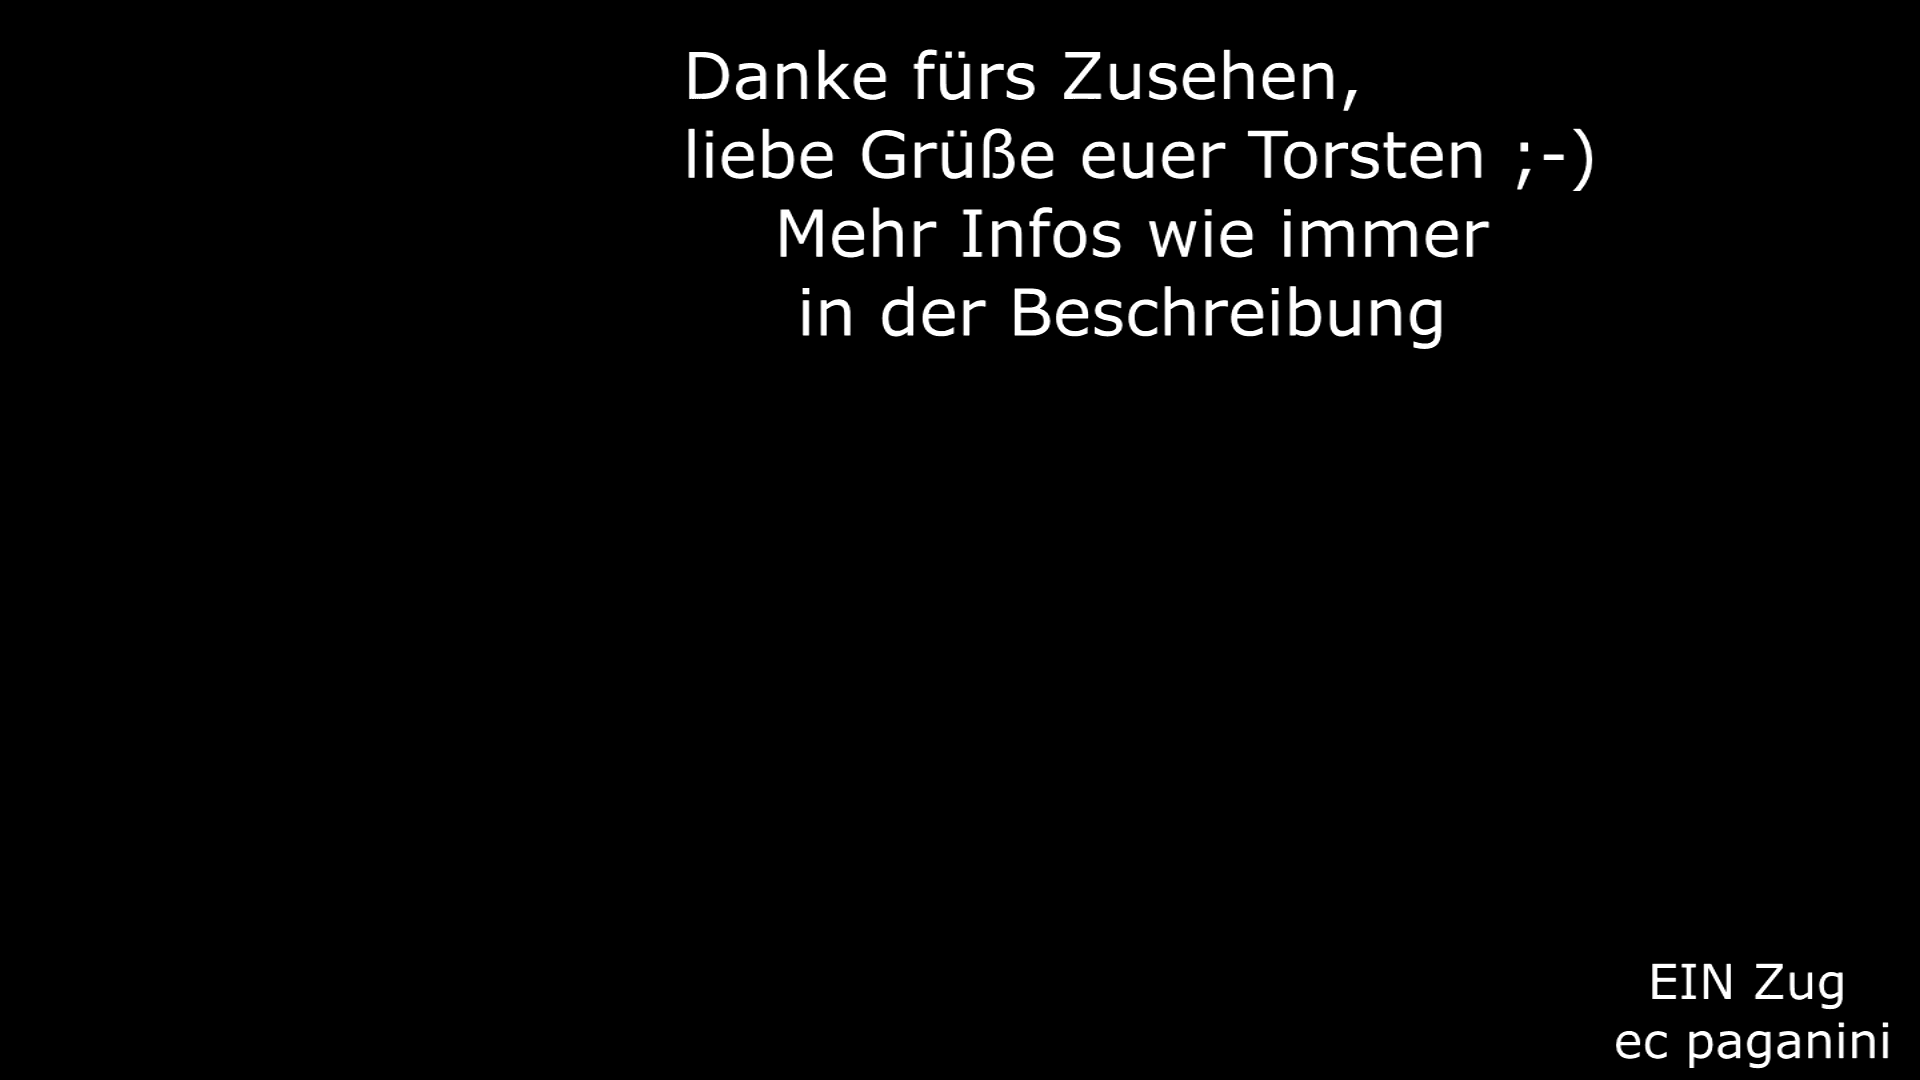 Danke fürs Zusehen,
liebe Grüße euer Torsten ;-)
Mehr Infos wie immer
in der Beschreibung
EIN Zug
ec paganini